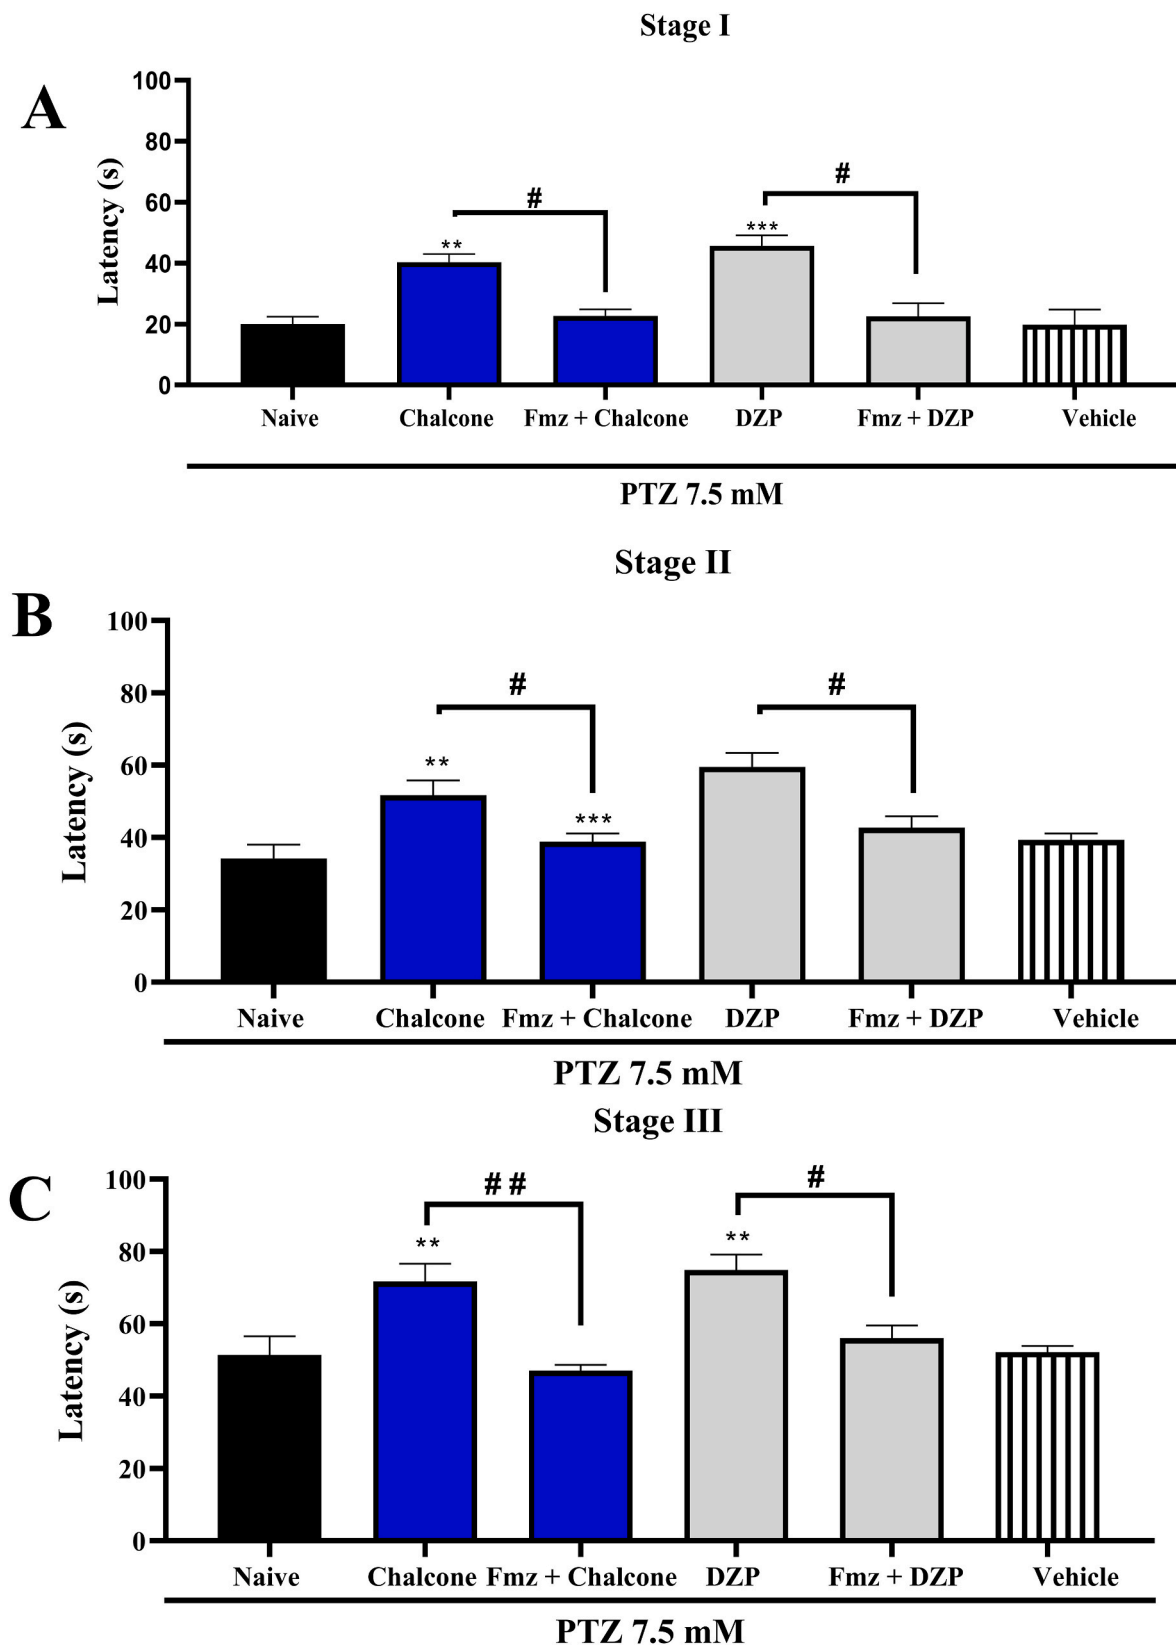 Stage I
A
Latency (s)
100
80
60
40
20
0
#
#
**
***
Naive Chalcone Fmz + Chalcone DZP Fmz + DZP Vehicle
PTZ 7.5 mM
Stage II
B
Latency (s)
100
80
60
40
20
0
#
#
**
***
Naive Chalcone Fmz + Chalcone DZP Fmz + DZP Vehicle
PTZ 7.5 mM
Stage III
C
Latency (s)
100
80
60
40
20
0
# #
#
**
**
Naive Chalcone Fmz + Chalcone DZP Fmz + DZP Vehicle
PTZ 7.5 mM